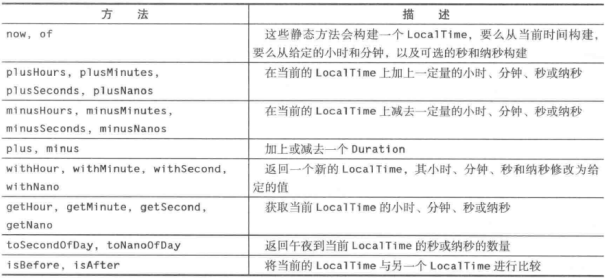 方 法 描 述
now, of 这些静态方法会构建一个 LocalTime，要么从当前时间构建，
要么从给定的小时和分钟，以及可选的秒和纳秒构建
plusHours, plusMinutes, 在当前的 LocalTime 上加上一定量的小时、分钟、秒或纳秒
plusSeconds, plusNanos
minusHours, minusMinutes, 在当前的 LocalTime 上减去一定量的小时、分钟、秒或纳秒
minusSeconds, minusNanos
plus, minus 加上或减去一个 Duration
withHour, withMinute, withSecond, 返回一个新的 LocalTime，其小时、分钟、秒和纳秒修改为给
withNano 定的值
getHour, getMinute, getSecond, 获取当前 LocalTime 的小时、分钟、秒或纳秒
getNano
toSecondOfDay, toNanoOfDay 返回午夜到当前 LocalTime 的秒或纳秒的数量
isBefore, isAfter 将当前的 LocalTime 与另一个 LocalTime 进行比较